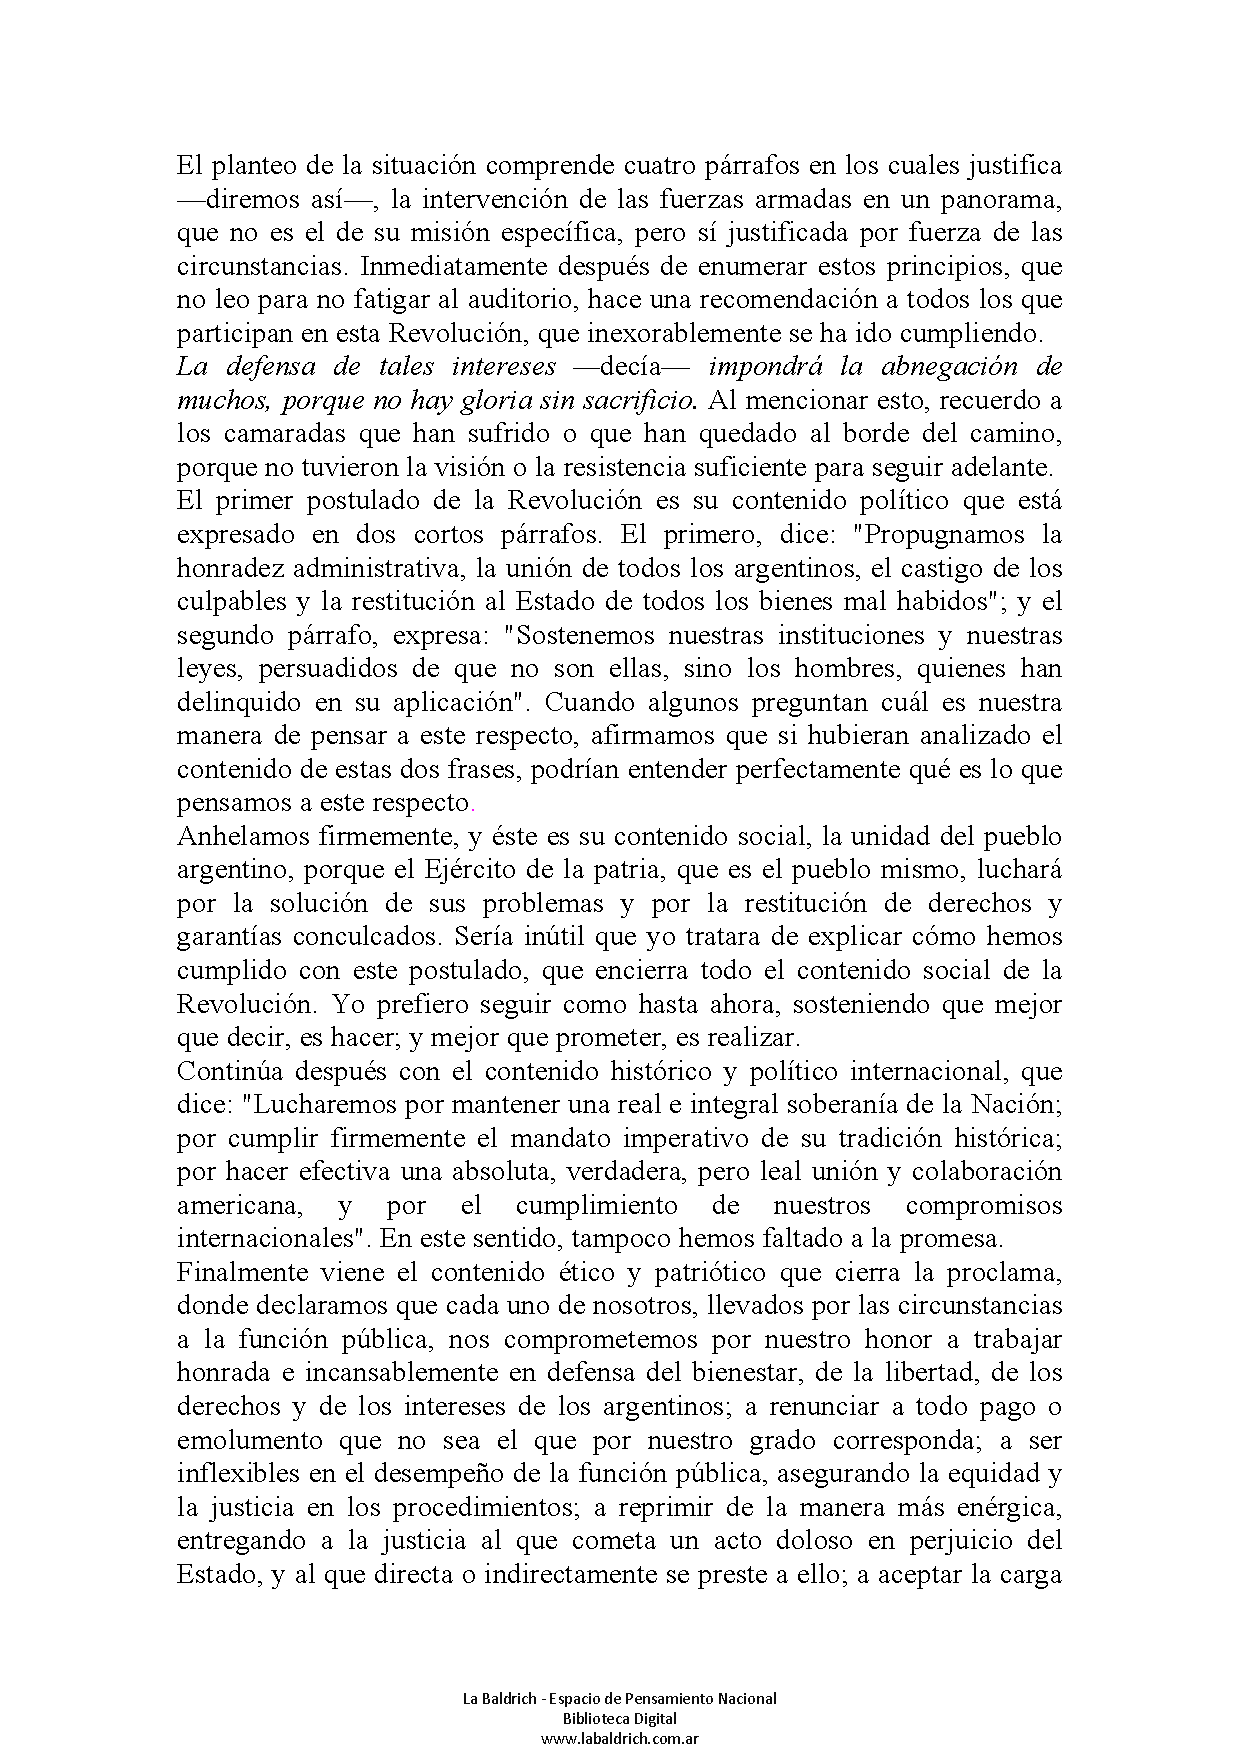 El planteo de la situación comprende cuatro párrafos en los cuales justifica
—diremos así—, la intervención de las fuerzas armadas en un panorama,
que no es el de su misión específica, pero sí justificada por fuerza de las
circunstancias. Inmediatamente después de enumerar estos principios, que
no leo para no fatigar al auditorio, hace una recomendación a todos los que
participan en esta Revolución, que inexorablemente se ha ido cumpliendo.
La defensa de tales intereses —decía— impondrá la abnegación de
muchos, porque no hay gloria sin sacrificio. Al mencionar esto, recuerdo a
los camaradas que han sufrido o que han quedado al borde del camino,
porque no tuvieron la visión o la resistencia suficiente para seguir adelante.
El primer postulado de la Revolución es su contenido político que está
expresado en dos cortos párrafos. El primero, dice: "Propugnamos la
honradez administrativa, la unión de todos los argentinos, el castigo de los
culpables y la restitución al Estado de todos los bienes mal habidos"; y el
segundo párrafo, expresa: "Sostenemos nuestras instituciones y nuestras
leyes, persuadidos de que no son ellas, sino los hombres, quienes han
delinquido en su aplicación". Cuando algunos preguntan cuál es nuestra
manera de pensar a este respecto, afirmamos que si hubieran analizado el
contenido de estas dos frases, podrían entender perfectamente qué es lo que
pensamos a este respecto.
Anhelamos firmemente, y éste es su contenido social, la unidad del pueblo
argentino, porque el Ejército de la patria, que es el pueblo mismo, luchará
por la solución de sus problemas y por la restitución de derechos y
garantías conculcados. Sería inútil que yo tratara de explicar cómo hemos
cumplido con este postulado, que encierra todo el contenido social de la
Revolución. Yo prefiero seguir como hasta ahora, sosteniendo que mejor
que decir, es hacer; y mejor que prometer, es realizar.
Continúa después con el contenido histórico y político internacional, que
dice: "Lucharemos por mantener una real e integral soberanía de la Nación;
por cumplir firmemente el mandato imperativo de su tradición histórica;
por hacer efectiva una absoluta, verdadera, pero leal unión y colaboración
americana, y por el cumplimiento de nuestros compromisos
internacionales". En este sentido, tampoco hemos faltado a la promesa.
Finalmente viene el contenido ético y patriótico que cierra la proclama,
donde declaramos que cada uno de nosotros, llevados por las circunstancias
a la función pública, nos comprometemos por nuestro honor a trabajar
honrada e incansablemente en defensa del bienestar, de la libertad, de los
derechos y de los intereses de los argentinos; a renunciar a todo pago o
emolumento que no sea el que por nuestro grado corresponda; a ser
inflexibles en el desempeño de la función pública, asegurando la equidad y
la justicia en los procedimientos; a reprimir de la manera más enérgica,
entregando a la justicia al que cometa un acto doloso en perjuicio del
Estado, y al que directa o indirectamente se preste a ello; a aceptar la carga
La Baldrich - Espacio de Pensamiento Nacional
Biblioteca Digital
www.labaldrich.com.ar